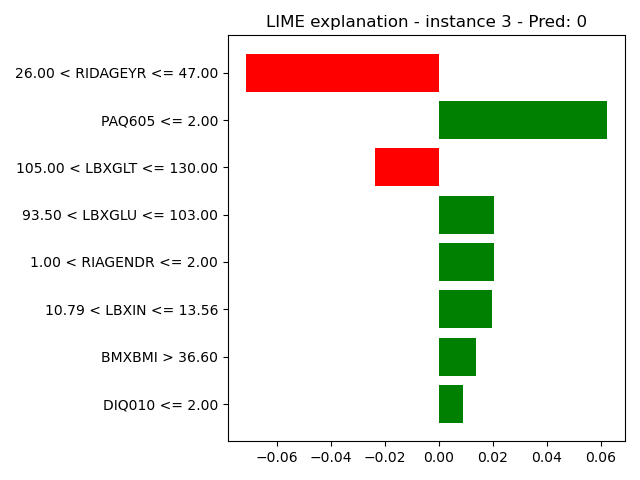 LIME explanation - instance 3 - Pred: 0
26.00 < RIDAGEYR <= 47.00
PAQ605 <= 2.00
105.00 < LBXGLT <= 130.00
93.50 < LBXGLU <= 103.00
1.00 < RIAGENDR <= 2.00
10.79 < LBXIN <= 13.56
BMXBMI > 36.60
DIQ010 <= 2.00
−0.06 −0.04 −0.02 0.00 0.02 0.04 0.06